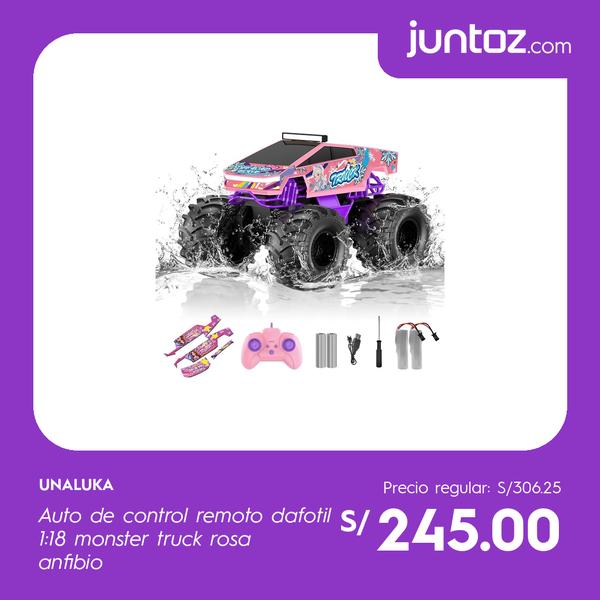 juntoz.com
TRUCK
UNALUKA
Precio regular: S/306.25
Auto de control remoto dafotil
1:18 monster truck rosa
anfibio
S/ 245.00